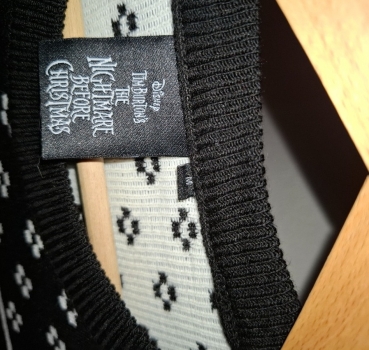 Disney
TIM BURTON'S
THE
NIGHTMARE
BEFORE
CHRISTMAS
M